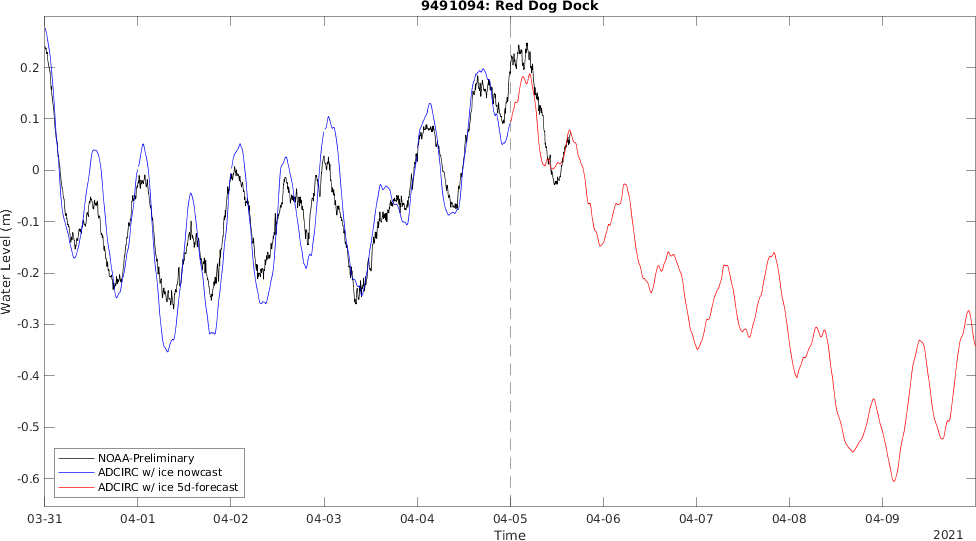 9491094: Red Dog Dock
Water Level (m)
0.2
0.1
0
-0.1
-0.2
-0.3
-0.4
-0.5
-0.6
NOAA-Preliminary
ADCIRC w/ ice nowcast
ADCIRC w/ ice 5d-forecast
03-31 04-01 04-02 04-03 04-04 04-05 04-06 04-07 04-08 04-09
Time
2021